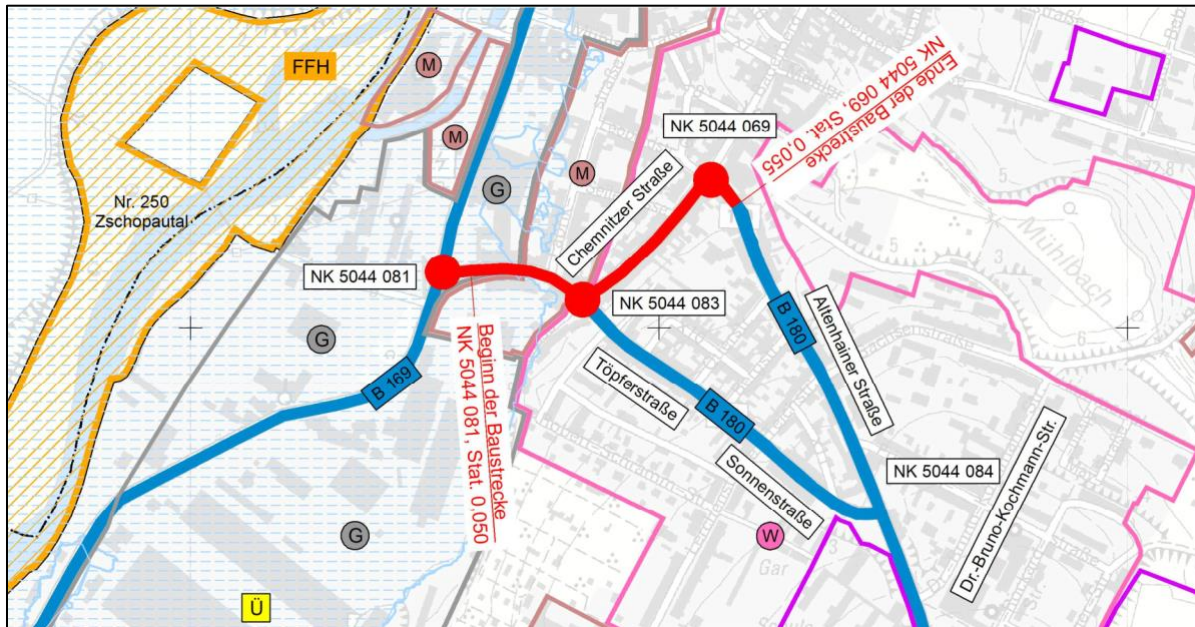 FFH
M
M
M
G
Nr. 250
Zschopautal
NK 5044 069
Ende der Baustrecke
NK 5044 069, Stat. 0,055
Chemnitzer Straße
NK 5044 081
NK 5044 083
G
B 169
Beginn der Baustrecke
NK 5044 081, Stat. 0,050
B 180
Altenhainer Straße
Töpferstraße
B 180
Sonnenstraße
NK 5044 084
Dr.-Bruno-Kochmann-Str.
G
W
Gar
Ü